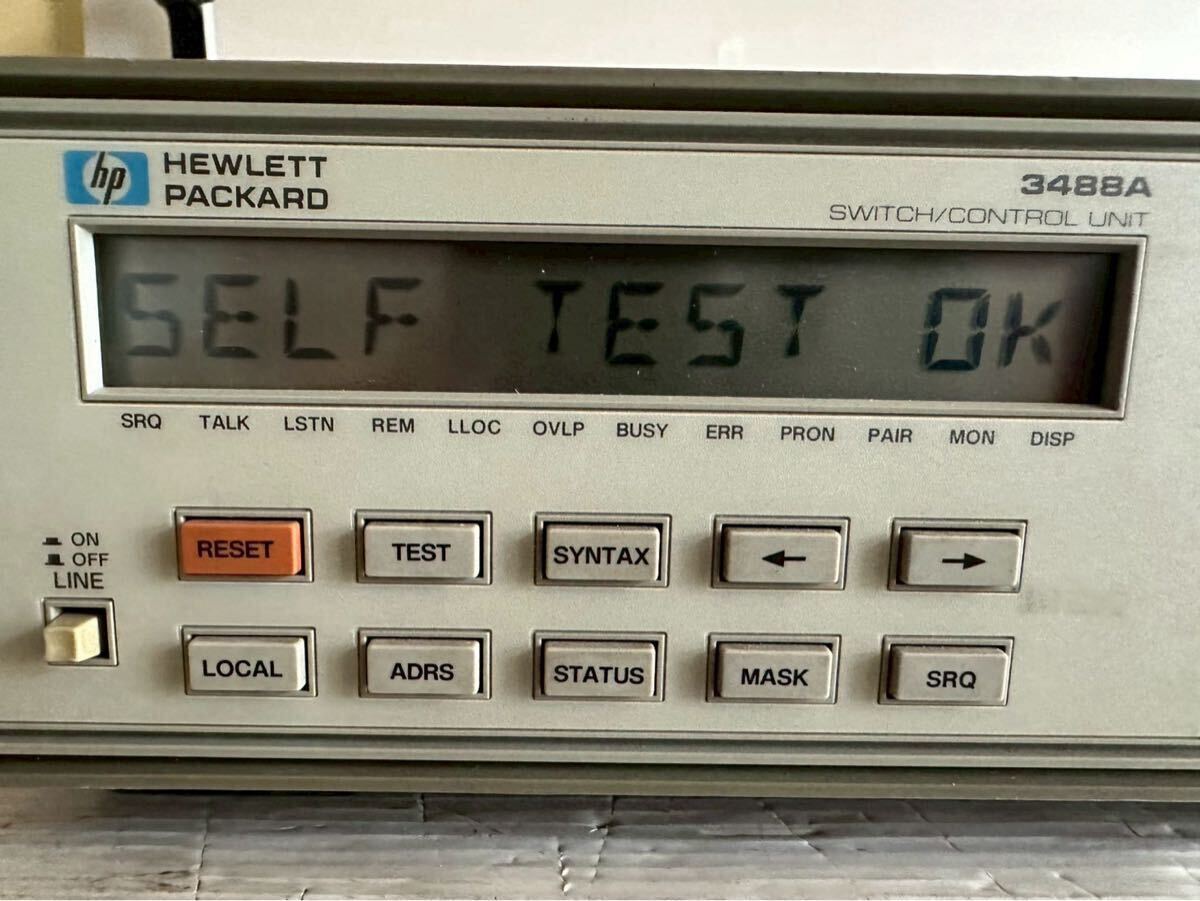 hp HEWLETT
PACKARD
3488A
SWITCH/CONTROL UNIT
SELF TEST OK
SRQ TALK LSTN REM LLOC OVLP BUSY ERR PRON PAIR MON DISP
ON
OFF
LINE
RESET TEST SYNTAX ← →
LOCAL ADRS STATUS MASK SRQ